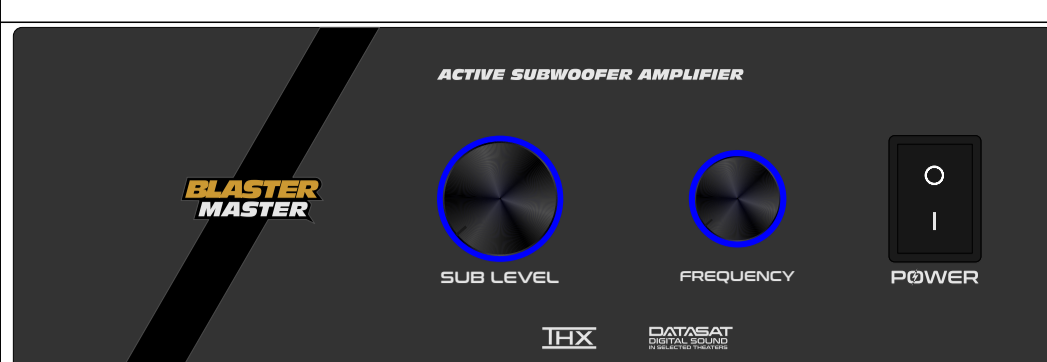 ACTIVE SUBWOOFER AMPLIFIER
BLASTER
MASTER
SUB LEVEL
FREQUENCY
POWER
THX
DATASAT
DIGITAL SOUND
IN SELECTED THEATERS